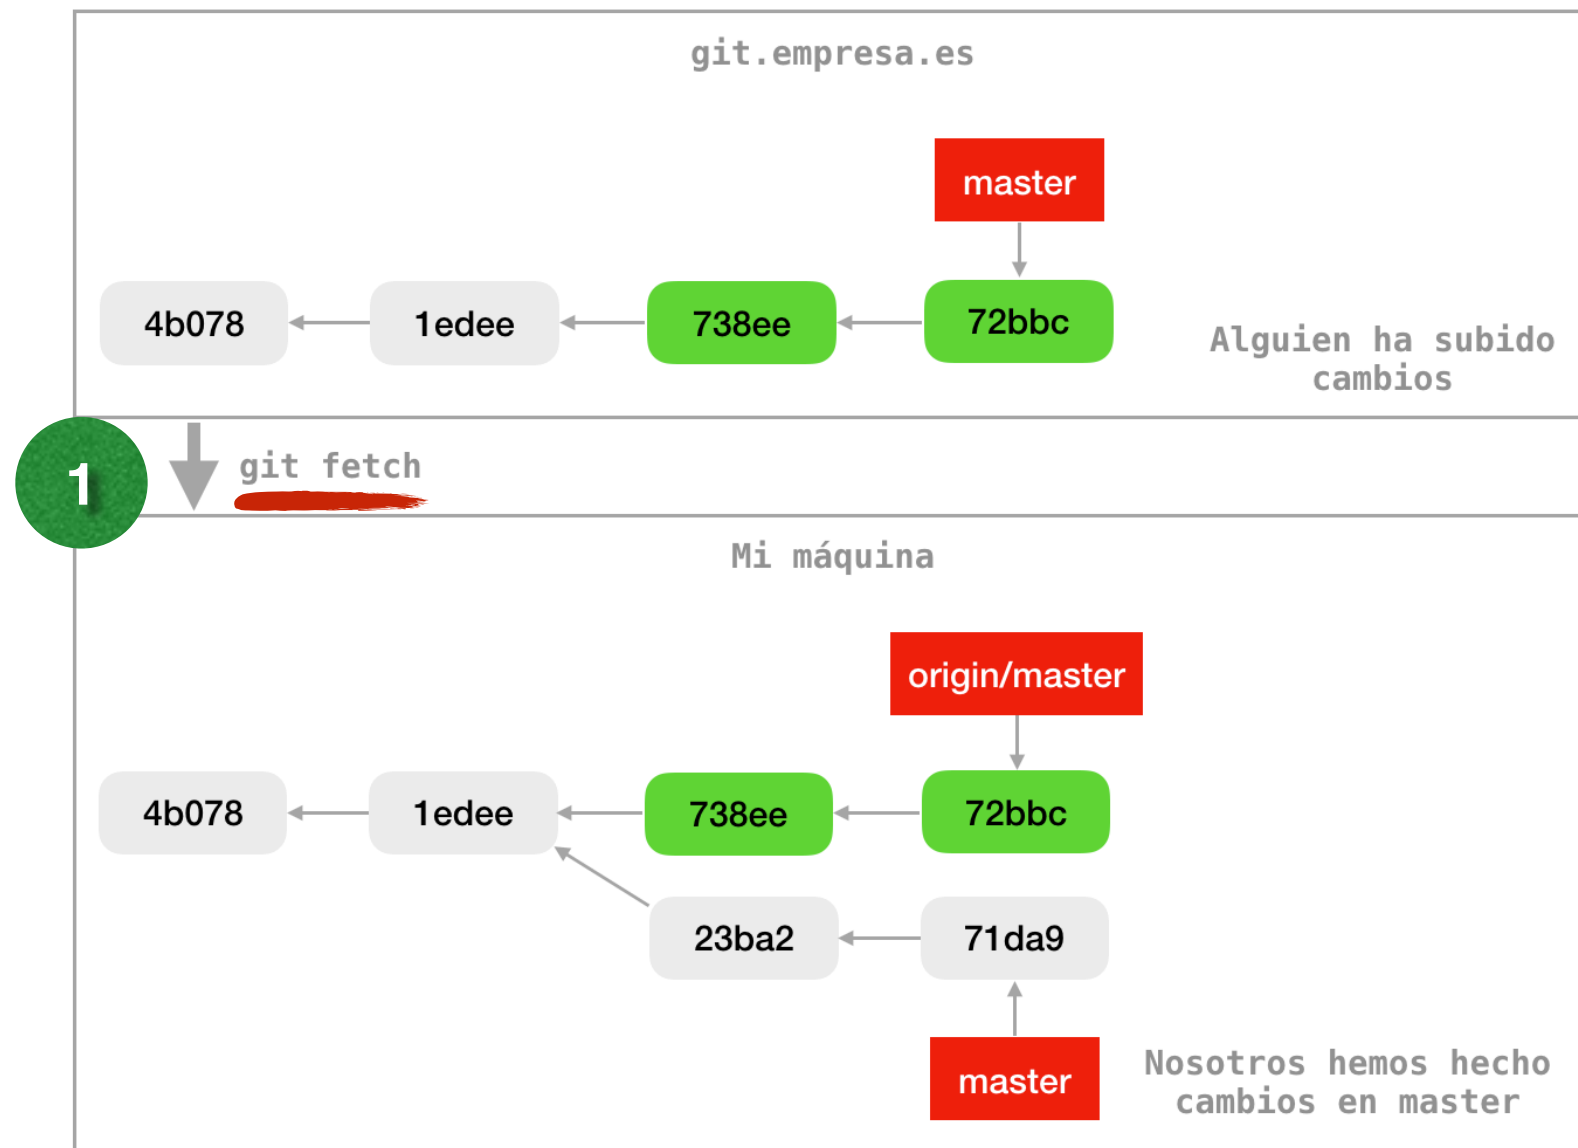 git.empresa.es
master
4b078
1edee
738ee
72bbc
Alguien ha subido
cambios
1
git fetch
Mi máquina
origin/master
4b078
1edee
738ee
72bbc
23ba2
71da9
master
Nosotros hemos hecho
cambios en master